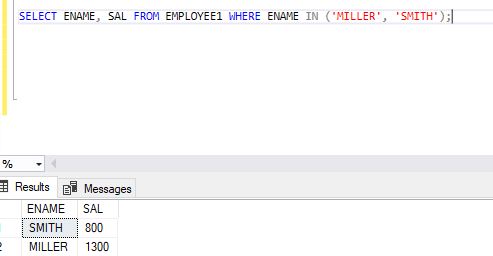 SELECT ENAME, SAL FROM EMPLOYEE1 WHERE ENAME IN ('MILLER', 'SMITH');
%
Results Messages
ENAME SAL
SMITH 800
2 MILLER 1300